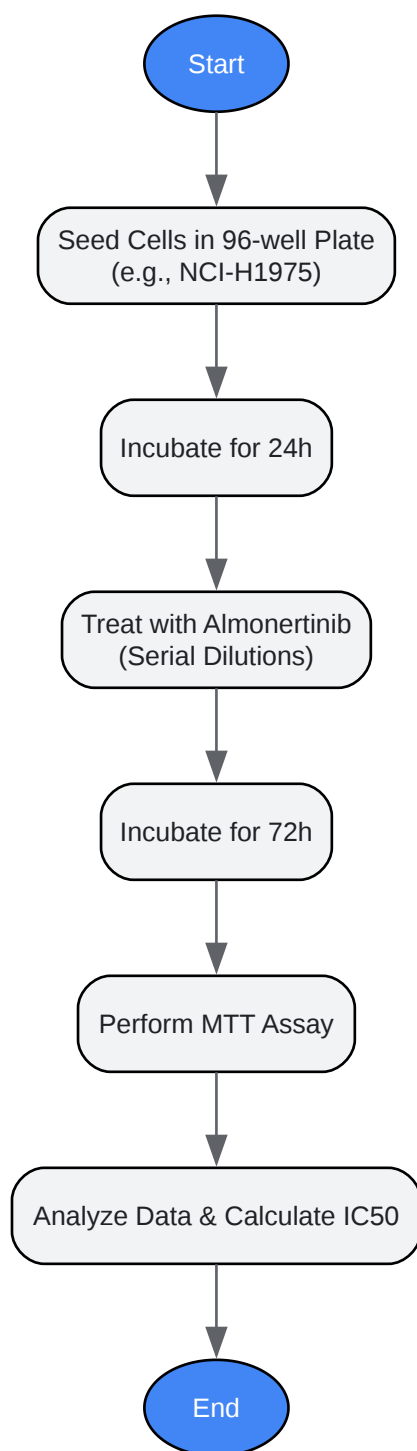 Start
Seed Cells in 96-well Plate
(e.g., NCI-H1975)
Incubate for 24h
Treat with Almonertinib
(Serial Dilutions)
Incubate for 72h
Perform MTT Assay
Analyze Data & Calculate IC50
End